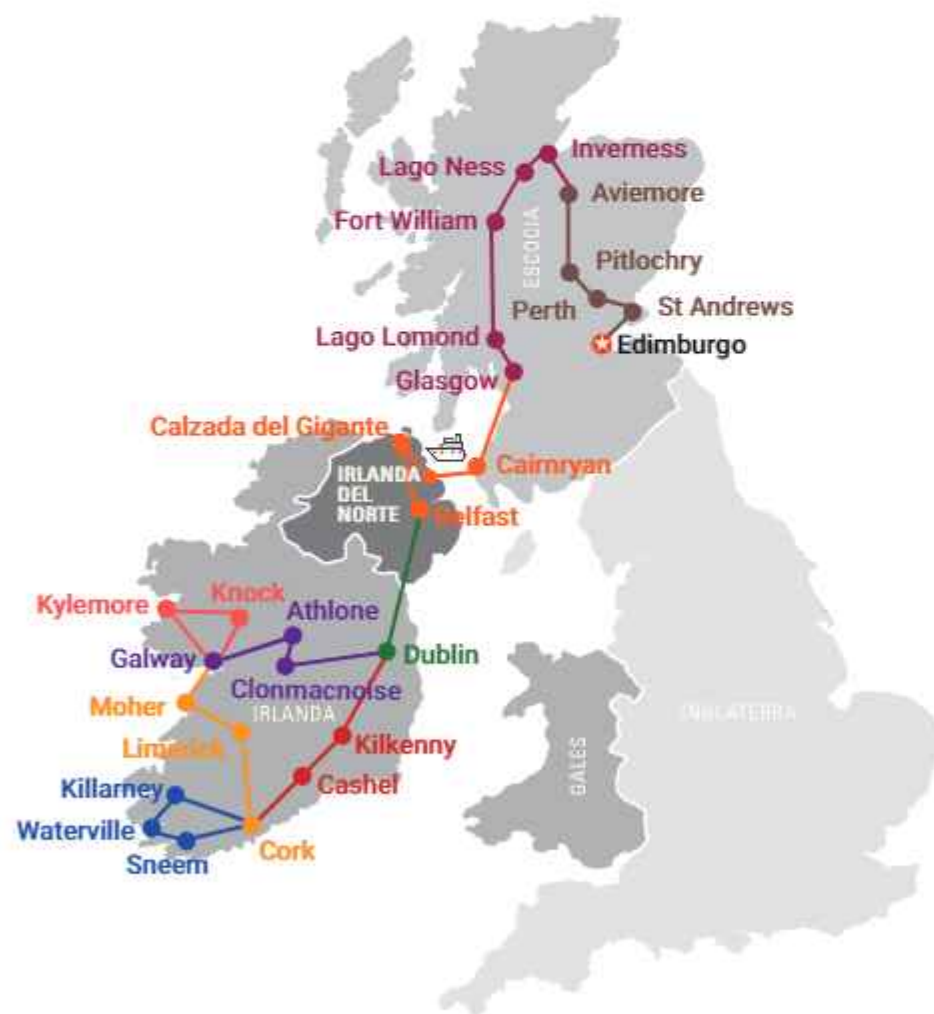 Inverness
Lago Ness
Aviemore
Fort William
ESCOCIA
Pitlochry
Perth
St Andrews
Lago Lomond
Edimburgo
Glasgow
Calzada del Gigante
Cairnryan
IRLANDA
DEL
NORTE
Belfast
Knock
Kylemore
Athlone
Galway
Dublin
Clonmacnoise
Moher
IRLANDA
INGLATERRA
Limerick
Kilkenny
GALES
Killarney
Cashel
Waterville
Cork
Sneem